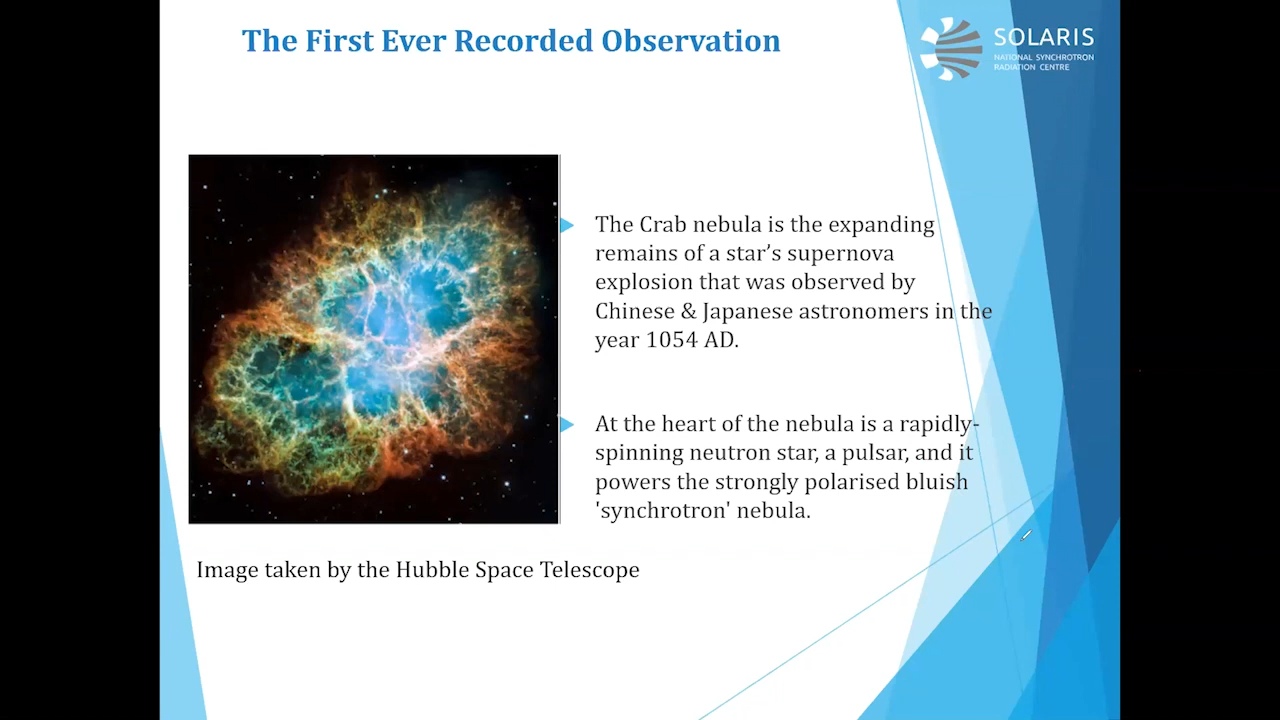 The First Ever Recorded Observation
SOLARIS
NATIONAL SYNCHROTRON
RADIATION CENTRE
The Crab nebula is the expanding
remains of a star’s supernova
explosion that was observed by
Chinese & Japanese astronomers in the
year 1054 AD.
At the heart of the nebula is a rapidly-
spinning neutron star, a pulsar, and it
powers the strongly polarised bluish
'synchrotron' nebula.
Image taken by the Hubble Space Telescope